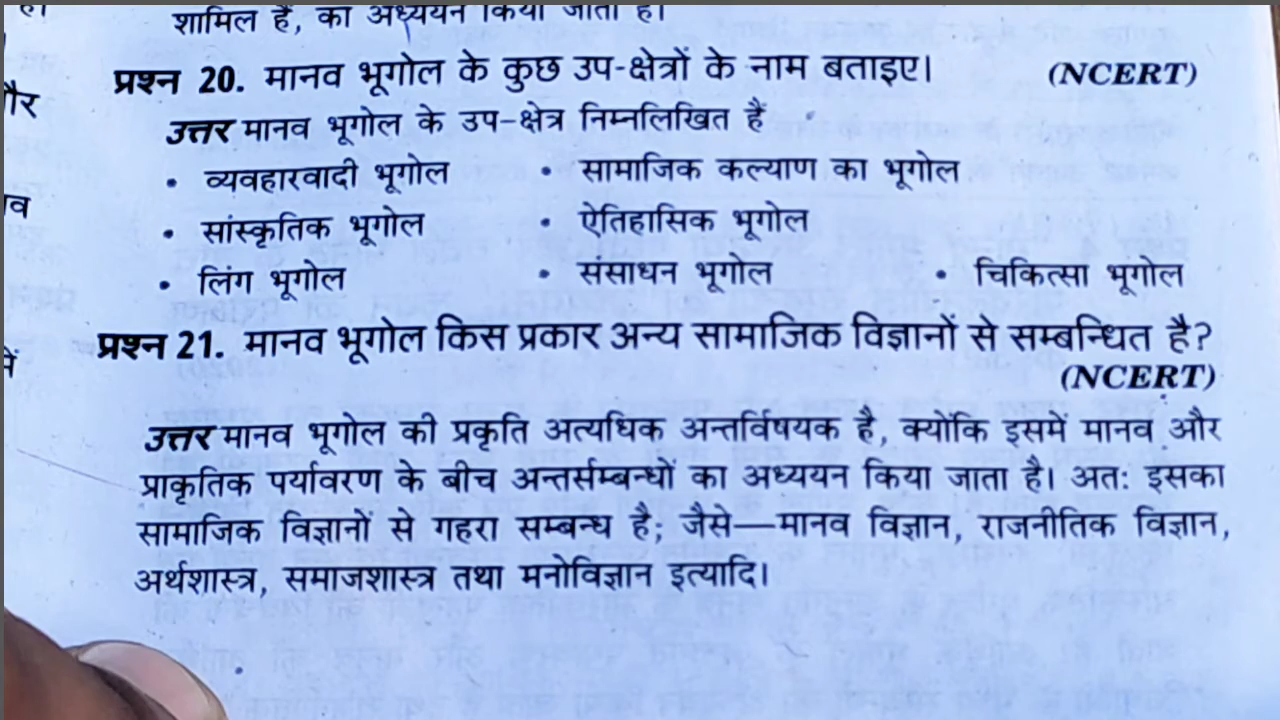 शामिल हैं, का अध्ययन किया जाता है।
प्रश्न 20. मानव भूगोल के कुछ उप-क्षेत्रों के नाम बताइए। (NCERT)
उत्तर मानव भूगोल के उप-क्षेत्र निम्नलिखित हैं
• व्यवहारवादी भूगोल • सामाजिक कल्याण का भूगोल
• सांस्कृतिक भूगोल • ऐतिहासिक भूगोल
• लिंग भूगोल • संसाधन भूगोल • चिकित्सा भूगोल
प्रश्न 21. मानव भूगोल किस प्रकार अन्य सामाजिक विज्ञानों से सम्बन्धित है?
(NCERT)
उत्तर मानव भूगोल की प्रकृति अत्यधिक अन्तर्विषयक है, क्योंकि इसमें मानव और
प्राकृतिक पर्यावरण के बीच अन्तर्सम्बन्धों का अध्ययन किया जाता है। अतः इसका
सामाजिक विज्ञानों से गहरा सम्बन्ध है; जैसे—मानव विज्ञान, राजनीतिक विज्ञान,
अर्थशास्त्र, समाजशास्त्र तथा मनोविज्ञान इत्यादि।